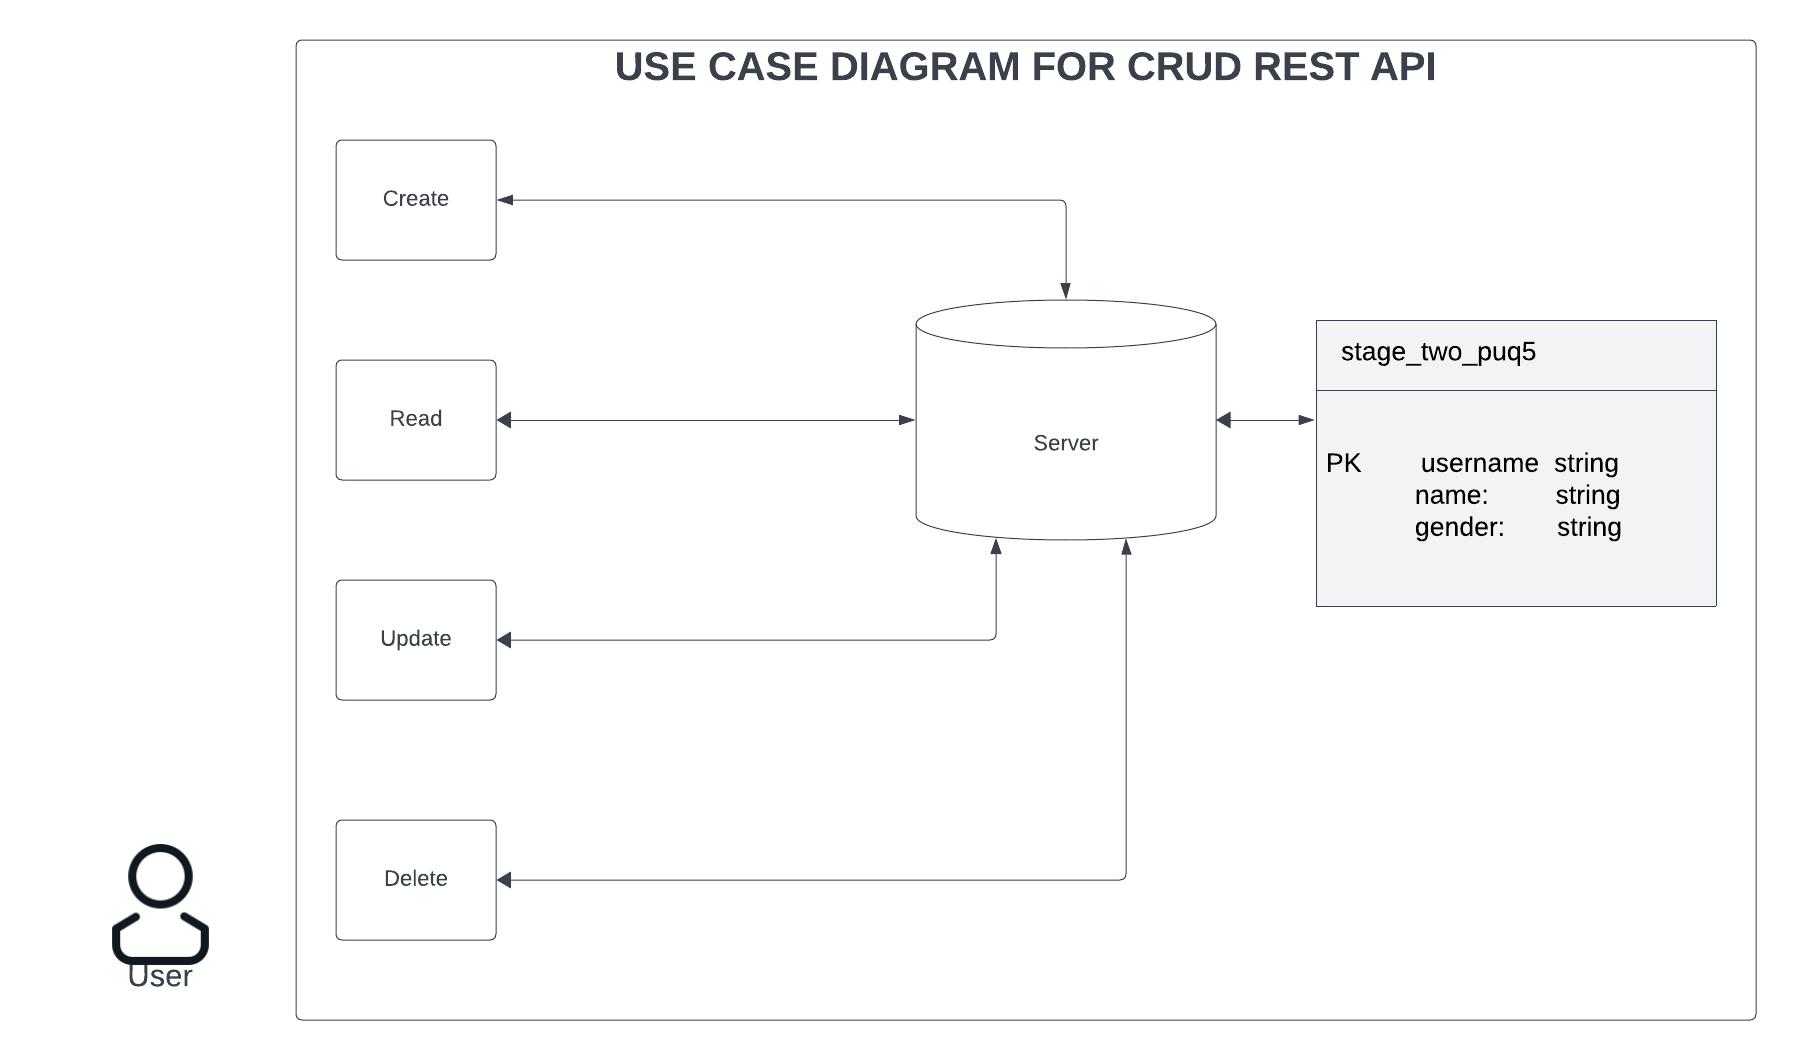 USE CASE DIAGRAM FOR CRUD REST API
Create
Read
Server
stage_two_puq5
PK username string
name: string
gender: string
Update
Delete
User